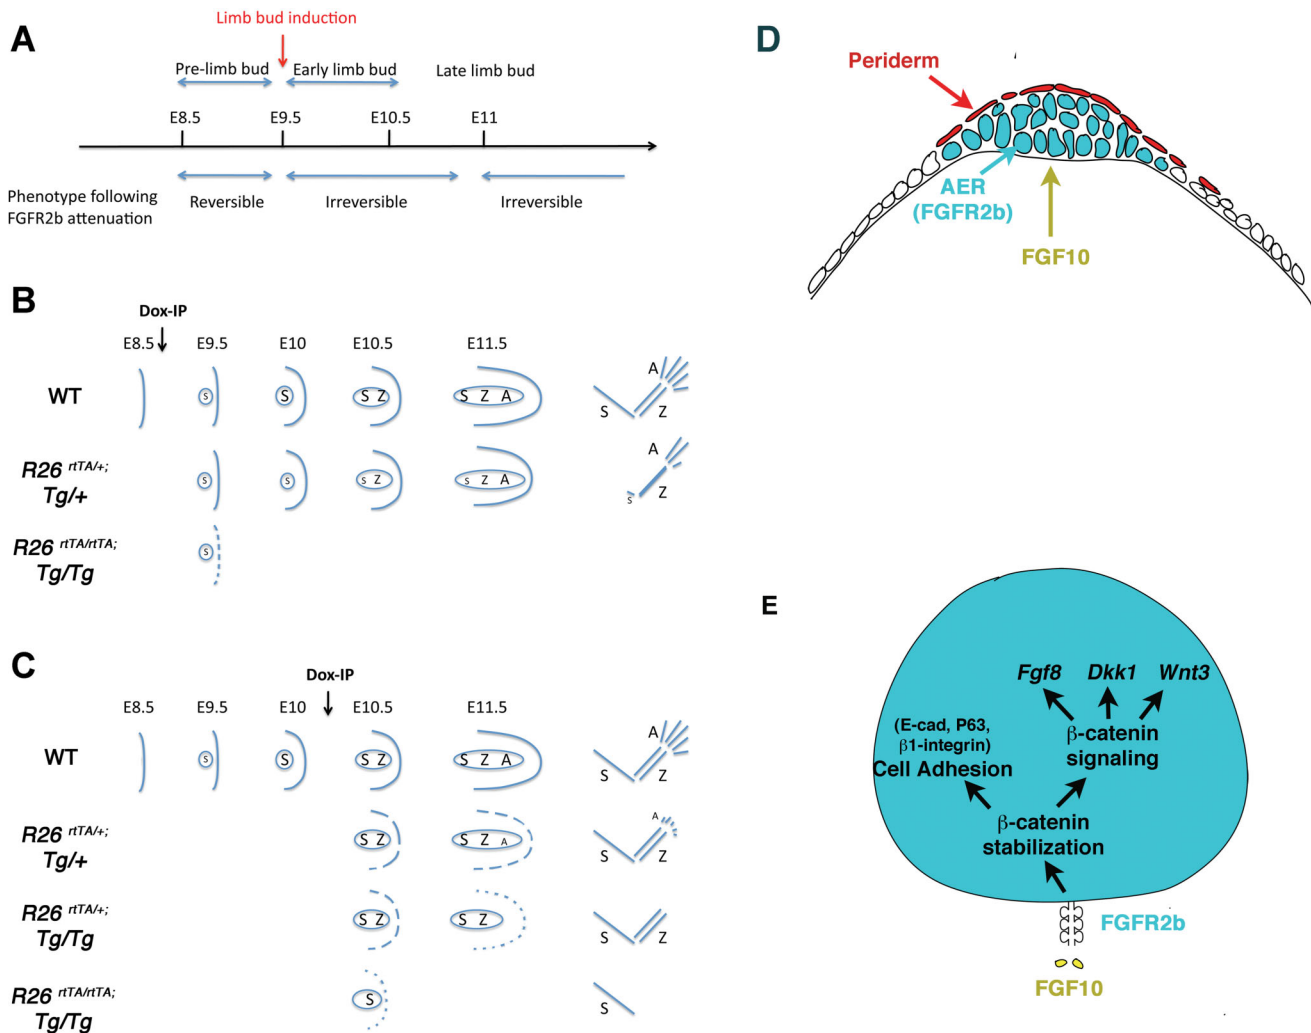 A
Limb bud induction
Pre-limb bud
Early limb bud
Late limb bud
E8.5
E9.5
E10.5
E11
Phenotype following
FGFR2b attenuation
Reversible
Irreversible
Irreversible
B
Dox-IP
E8.5
E9.5
E10
E10.5
E11.5
WT
S
S
S Z
S Z A
S
A
Z
R26 rtTA/+;
Tg/+
S
S
S Z
S Z A
S
A
Z
R26 rtTA/rtTA;
Tg/Tg
S
C
Dox-IP
E8.5
E9.5
E10
E10.5
E11.5
WT
S
S
S Z
S Z A
S
A
Z
R26 rtTA/+;
Tg/+
S Z
S Z A
S
A
Z
R26 rtTA/+;
Tg/Tg
S Z
S Z
S
Z
R26 rtTA/rtTA;
Tg/Tg
S
S
D
Periderm
AER
(FGFR2b)
FGF10
E
Fgf8
Dkk1
Wnt3
(E-cad, P63,
β1-integrin)
Cell Adhesion
β-catenin
signaling
β-catenin
stabilization
FGFR2b
FGF10